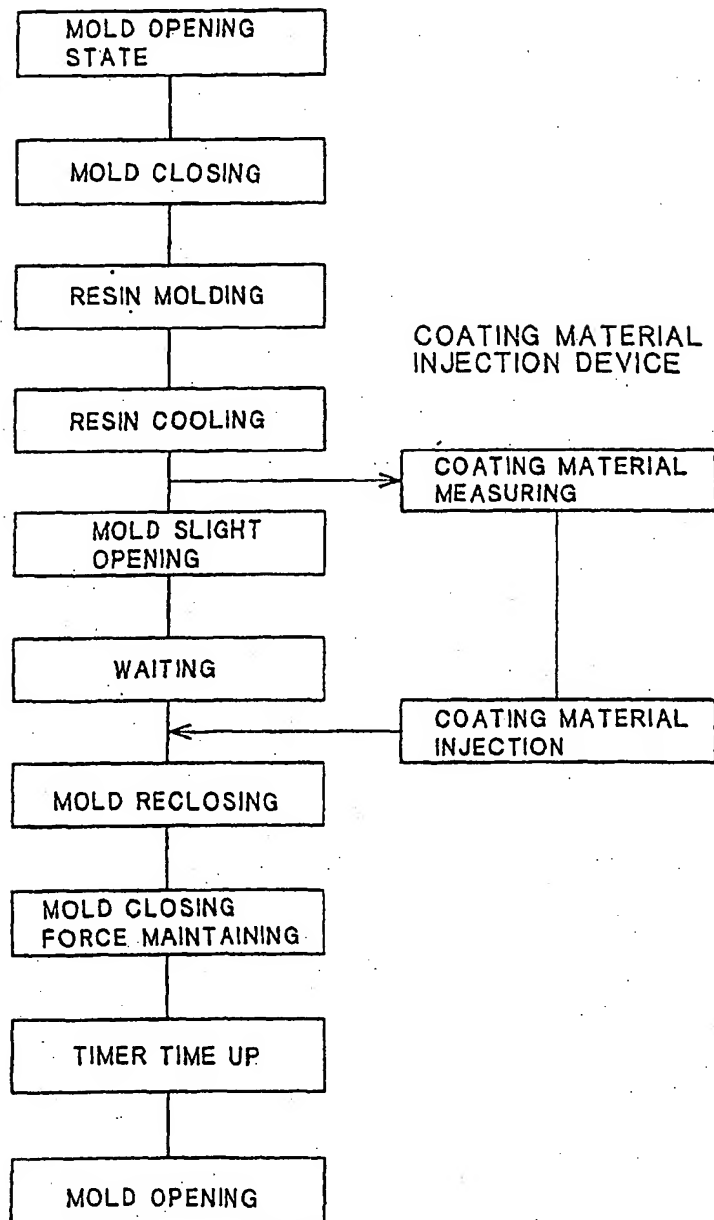 MOLD OPENING
STATE
MOLD CLOSING
RESIN MOLDING
COATING MATERIAL
INJECTION DEVICE
RESIN COOLING
COATING MATERIAL
MEASURING
MOLD SLIGHT
OPENING
WAITING
COATING MATERIAL
INJECTION
MOLD RECLOSING
MOLD CLOSING
FORCE MAINTAINING
TIMER TIME UP
MOLD OPENING